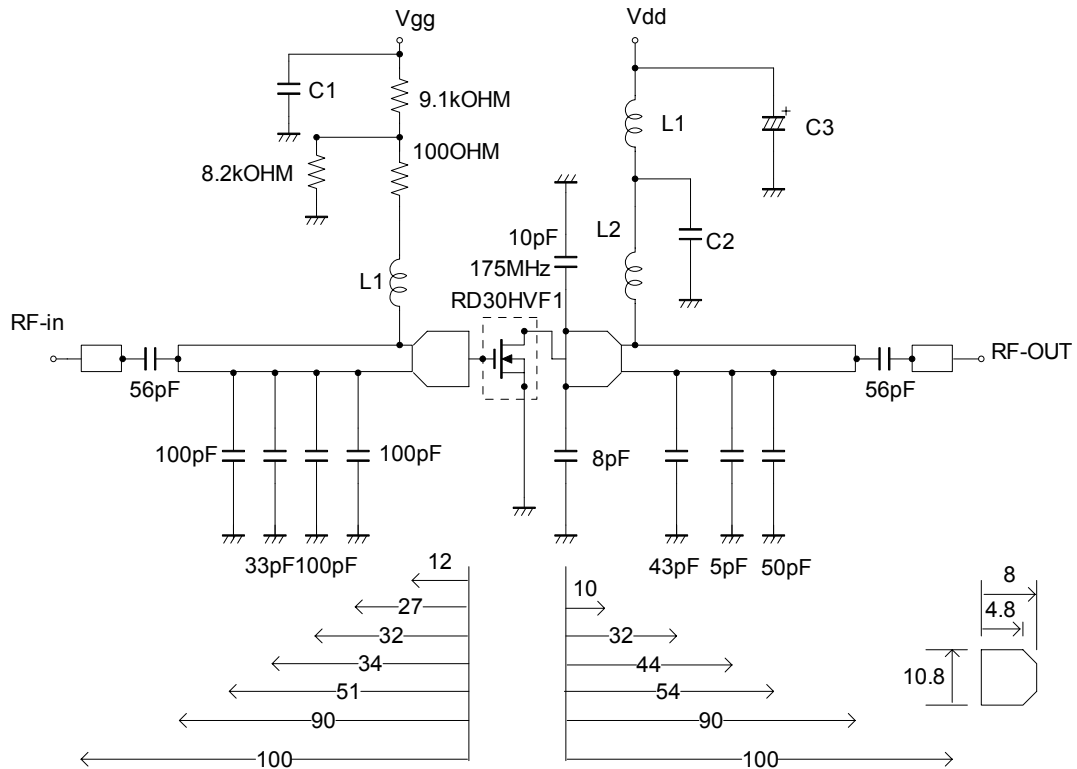 Vgg
Vdd
C1
9.1kOHM
L1
C3
8.2kOHM
100OHM
10pF
L2
C2
175MHz
L1
RD30HVF1
RF-in
RF-OUT
56pF
56pF
100pF
100pF
8pF
33pF
100pF
43pF
5pF
50pF
12
10
8
27
4.8
32
32
34
44
10.8
51
54
90
90
100
100
+